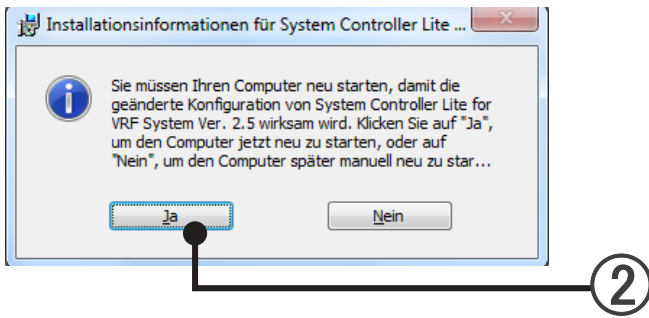 Installationsinformationen für System Controller Lite ...
Sie müssen Ihren Computer neu starten, damit die
geänderte Konfiguration von System Controller Lite for
VRF System Ver. 2.5 wirksam wird. Klicken Sie auf "Ja",
um den Computer jetzt neu zu starten, oder auf
"Nein", um den Computer später manuell neu zu star...
Ja Nein
②